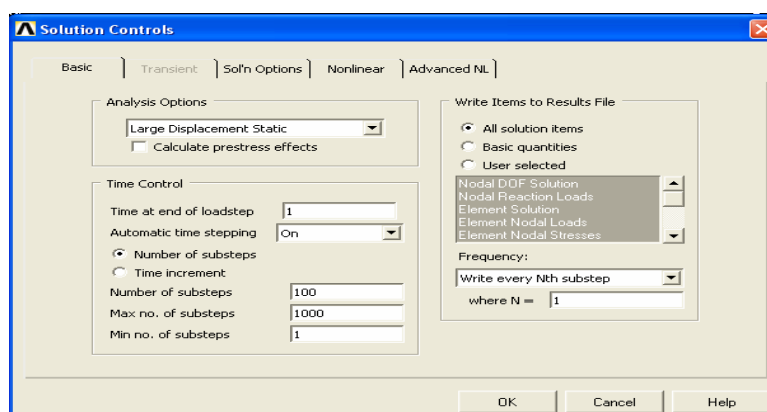 Solution Controls
Basic
Transient
Sol'n Options
Nonlinear
Advanced NL
Analysis Options
Large Displacement Static
Calculate prestress effects
Time Control
Time at end of loadstep 1
Automatic time stepping On
Number of substeps
Time increment
Number of substeps 100
Max no. of substeps 1000
Min no. of substeps 1
Write Items to Results File
All solution items
Basic quantities
User selected
Nodal DOF Solution
Nodal Reaction Loads
Element Solution
Element Nodal Loads
Element Nodal Stresses
Frequency:
Write every Nth substep
where N = 1
OK
Cancel
Help